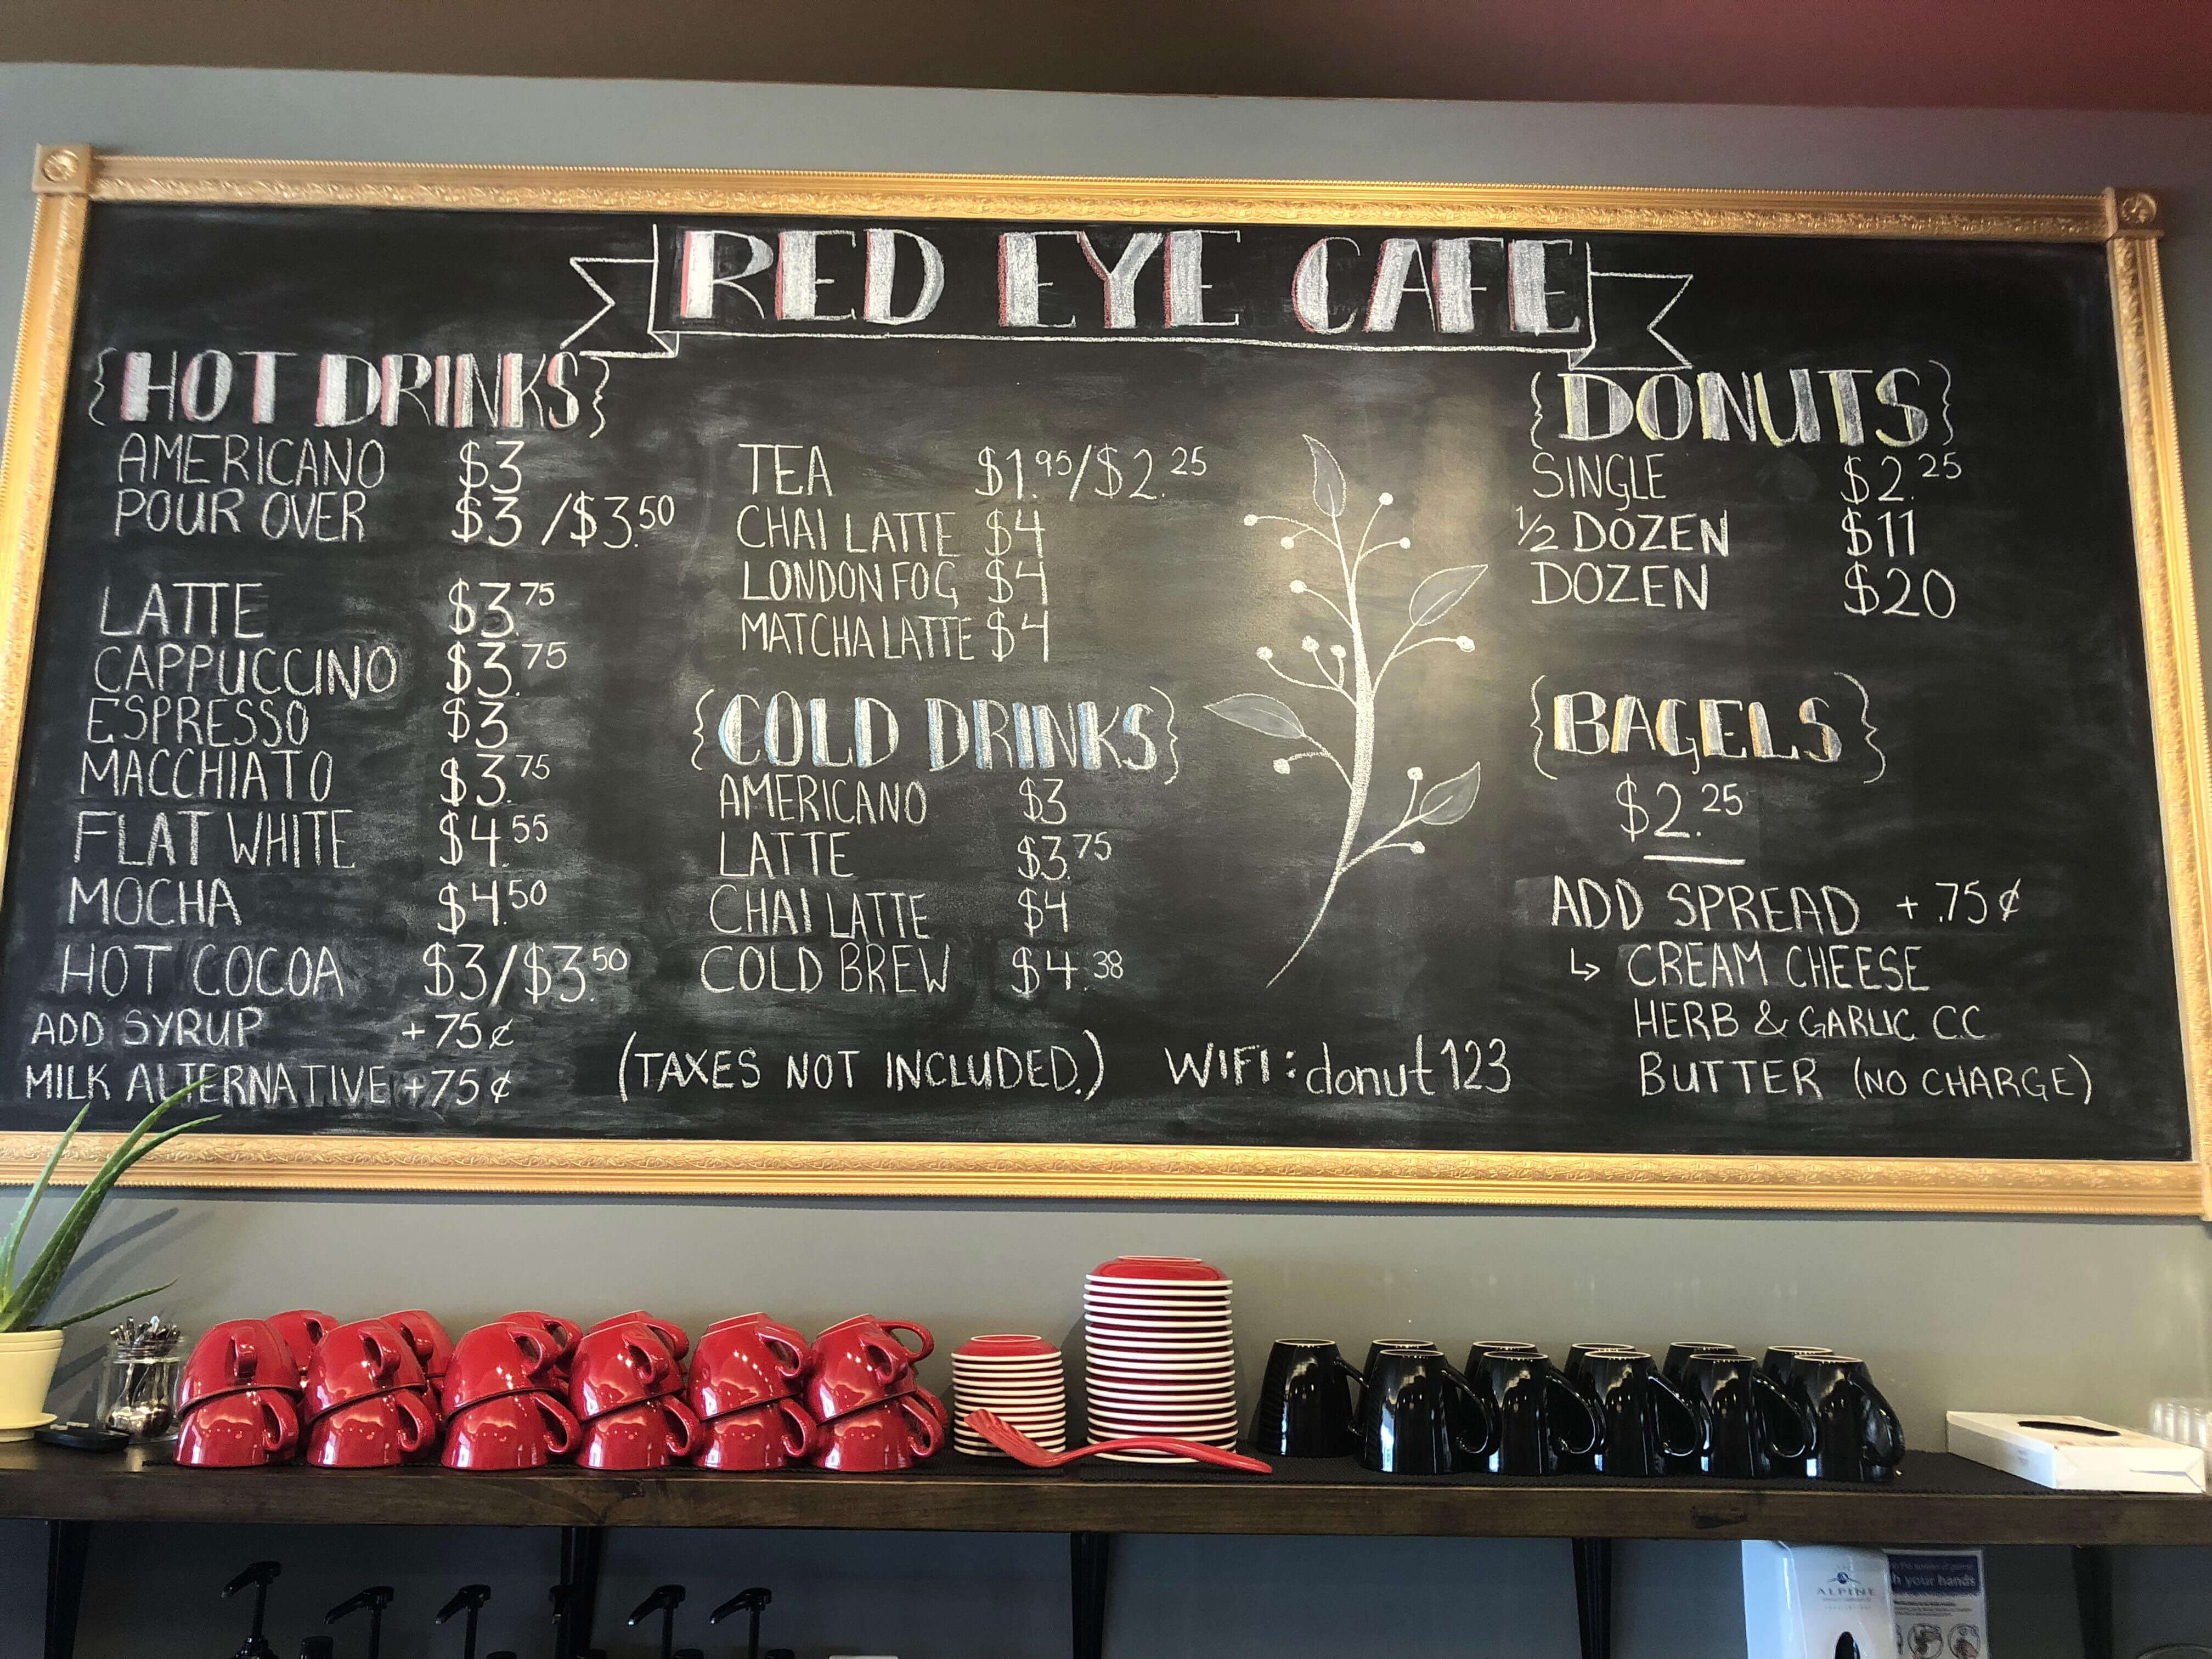 RED EYE CAFE
{HOT DRINKS}
AMERICANO $3
POUR OVER $3/$3.50
LATTE $3.75
CAPPUCCINO $3.75
ESPRESSO $3
MACCHIATO $3.75
FLAT WHITE $4.55
MOCHA $4.50
HOT COCOA $3/$3.50
ADD SYRUP +75¢
MILK ALTERNATIVE +75¢
TEA $1.95/$2.25
CHAI LATTE $4
LONDON FOG $4
MATCHA LATTE $4
{COLD DRINKS}
AMERICANO $3
LATTE $3.75
CHAI LATTE $4
COLD BREW $4.38
(TAXES NOT INCLUDED.)
WIFI: donut123
{DONUTS}
SINGLE $2.25
1/2 DOZEN $11
DOZEN $20
{BAGELS}
$2.25
ADD SPREAD +.75¢
↳ CREAM CHEESE
HERB & GARLIC C.C
BUTTER (NO CHARGE)
ALPINE
your hands